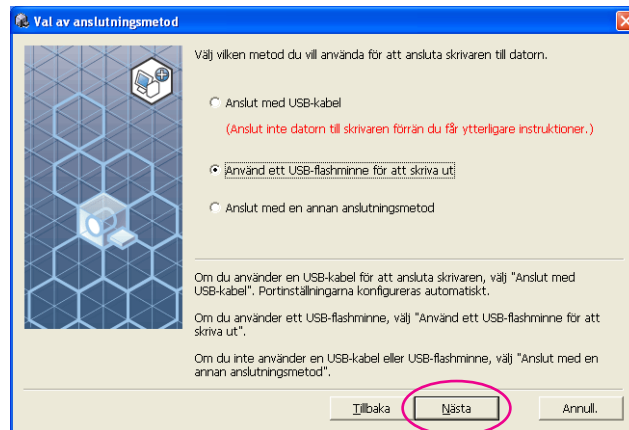 Val av anslutningsmetod
Välj vilken metod du vill använda för att ansluta skrivaren till datorn.
Anslut med USB-kabel
(Anslut inte datorn till skrivaren förrän du får ytterligare instruktioner.)
Använd ett USB-flashminne för att skriva ut
Anslut med en annan anslutningsmetod
Om du använder en USB-kabel för att ansluta skrivaren, välj "Anslut med
USB-kabel". Portinställningarna konfigureras automatiskt.
Om du använder ett USB-flashminne, välj "Använd ett USB-flashminne för att
skriva ut".
Om du inte använder en USB-kabel eller USB-flashminne, välj "Anslut med en
annan anslutningsmetod".
Tillbaka Nästa Annull.